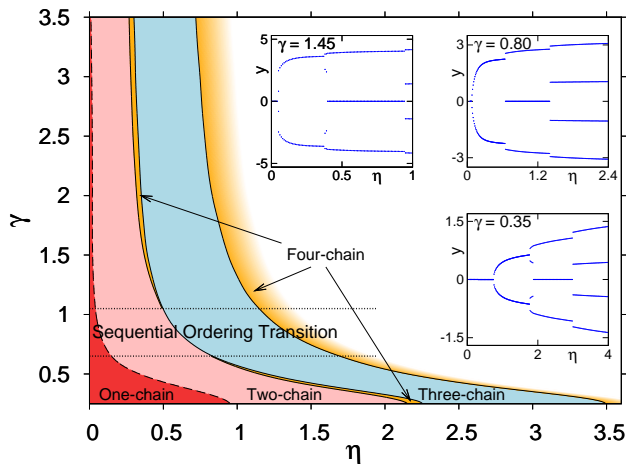 3.5
3
2.5
2
1.5
1
0.5
γ
0 0.5 1 1.5 2 2.5 3 3.5
η
One-chain
Two-chain
Three-chain
Four-chain
Sequential Ordering Transition
γ = 1.45
y
5
0
-5
0 0.5 1
η
γ = 0.80
y
3
0
-3
0 1.2 2.4
η
γ = 0.35
y
1.5
0
-1.5
0 2 4
η